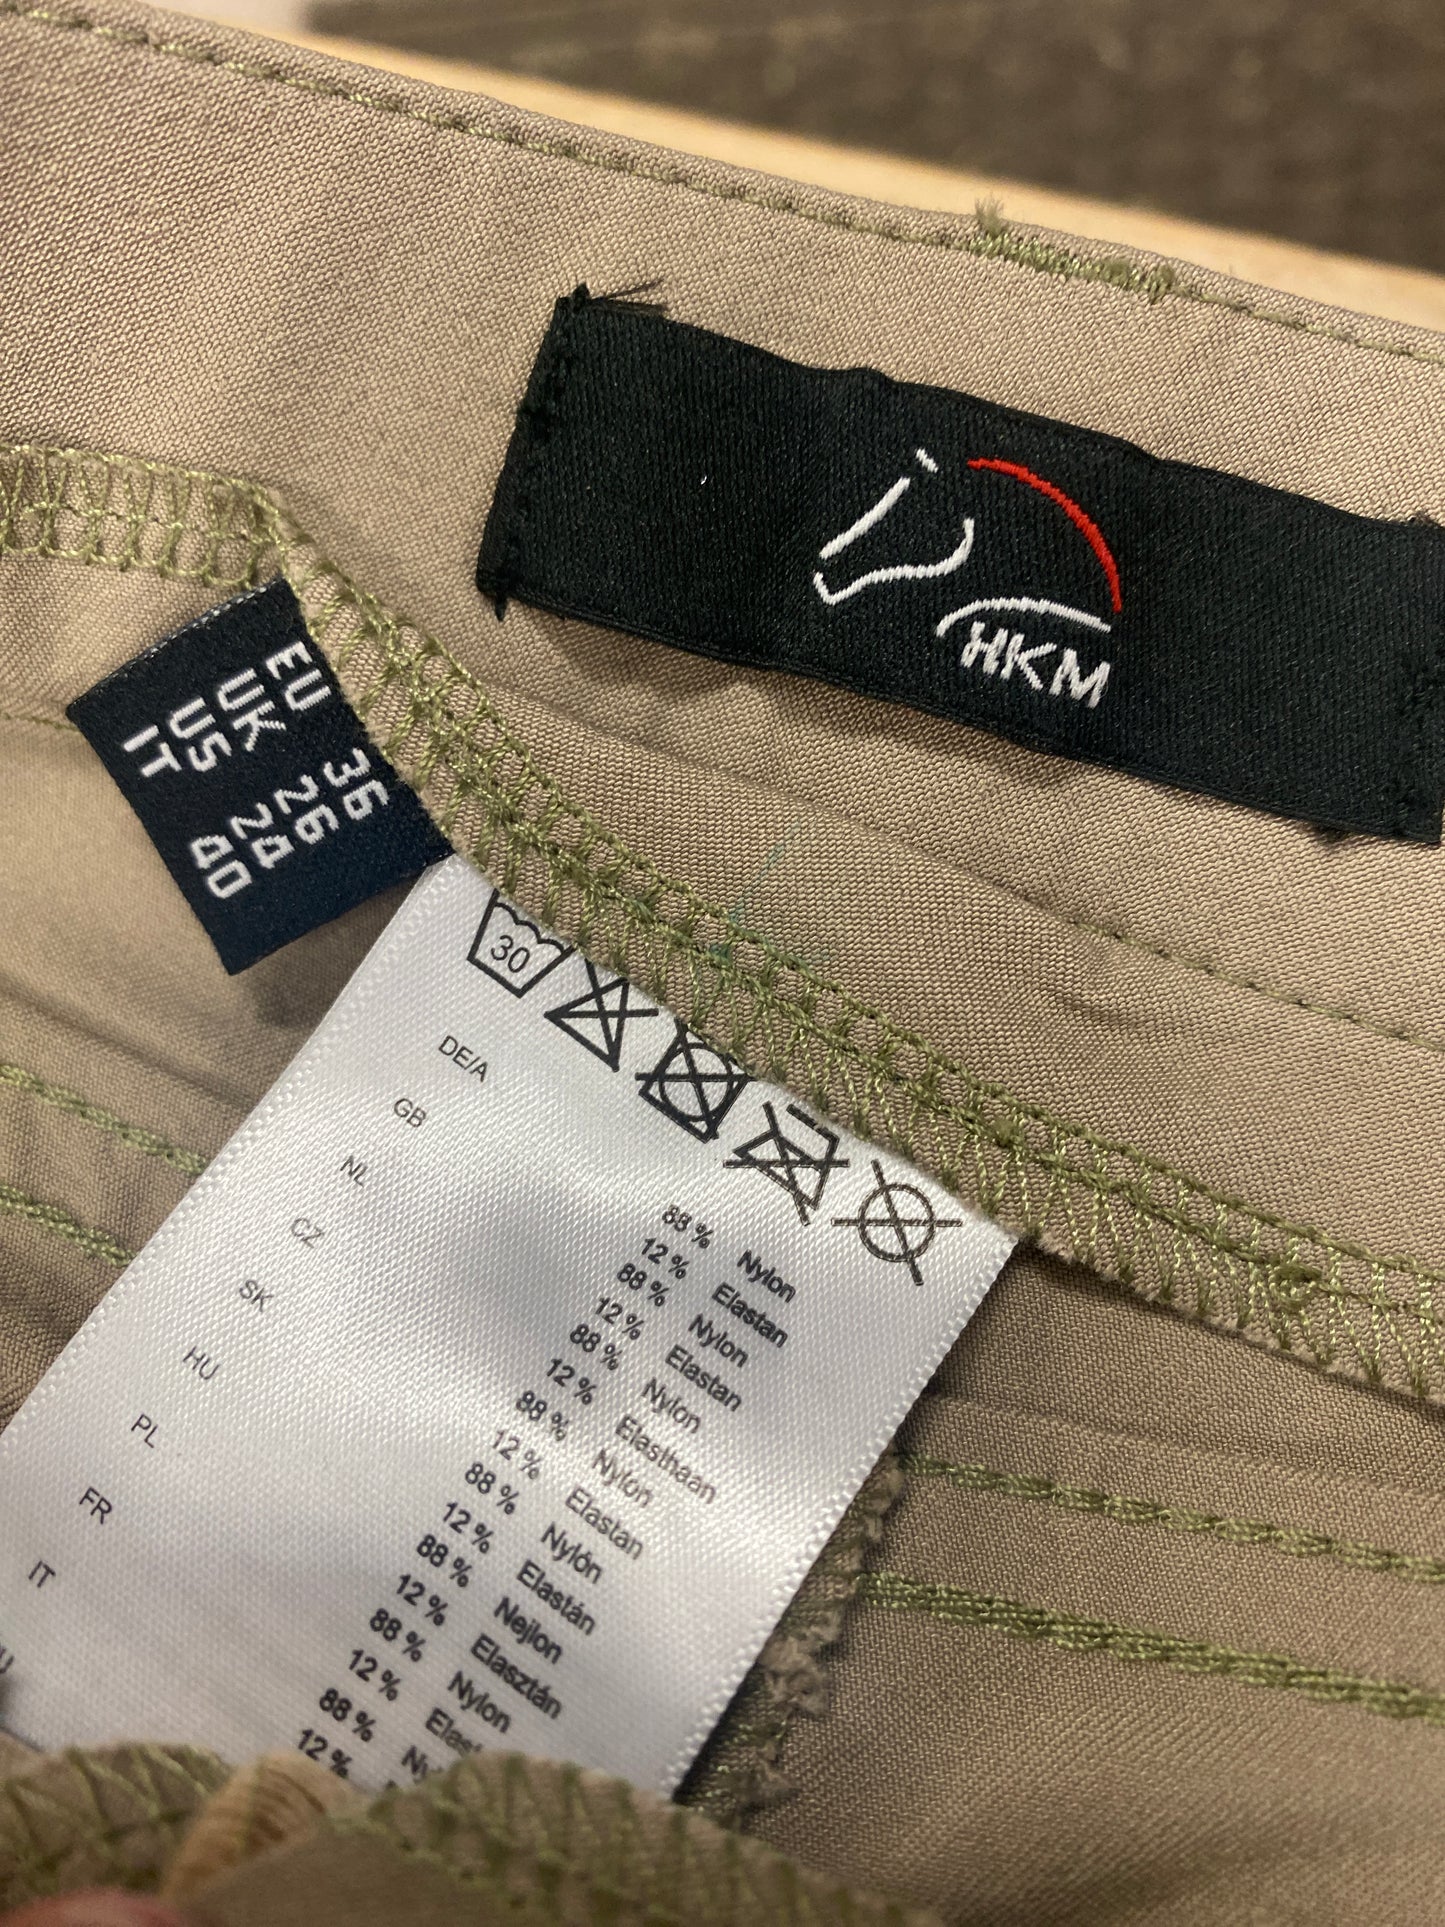 HKM
EU 36
UK 26
US 24
IT 40
30
DE/A 88 % Nylon
12 % Elastan
GB 88 % Nylon
12 % Elastan
NL 88 % Nylon
12 % Elasthaan
CZ 88 % Nylon
12 % Elastan
SK 88 % Nylón
12 % Elastán
HU 88 % Nejlon
12 % Elasztán
PL 88 % Nylon
12 %
FR 88 %
12 %
IT